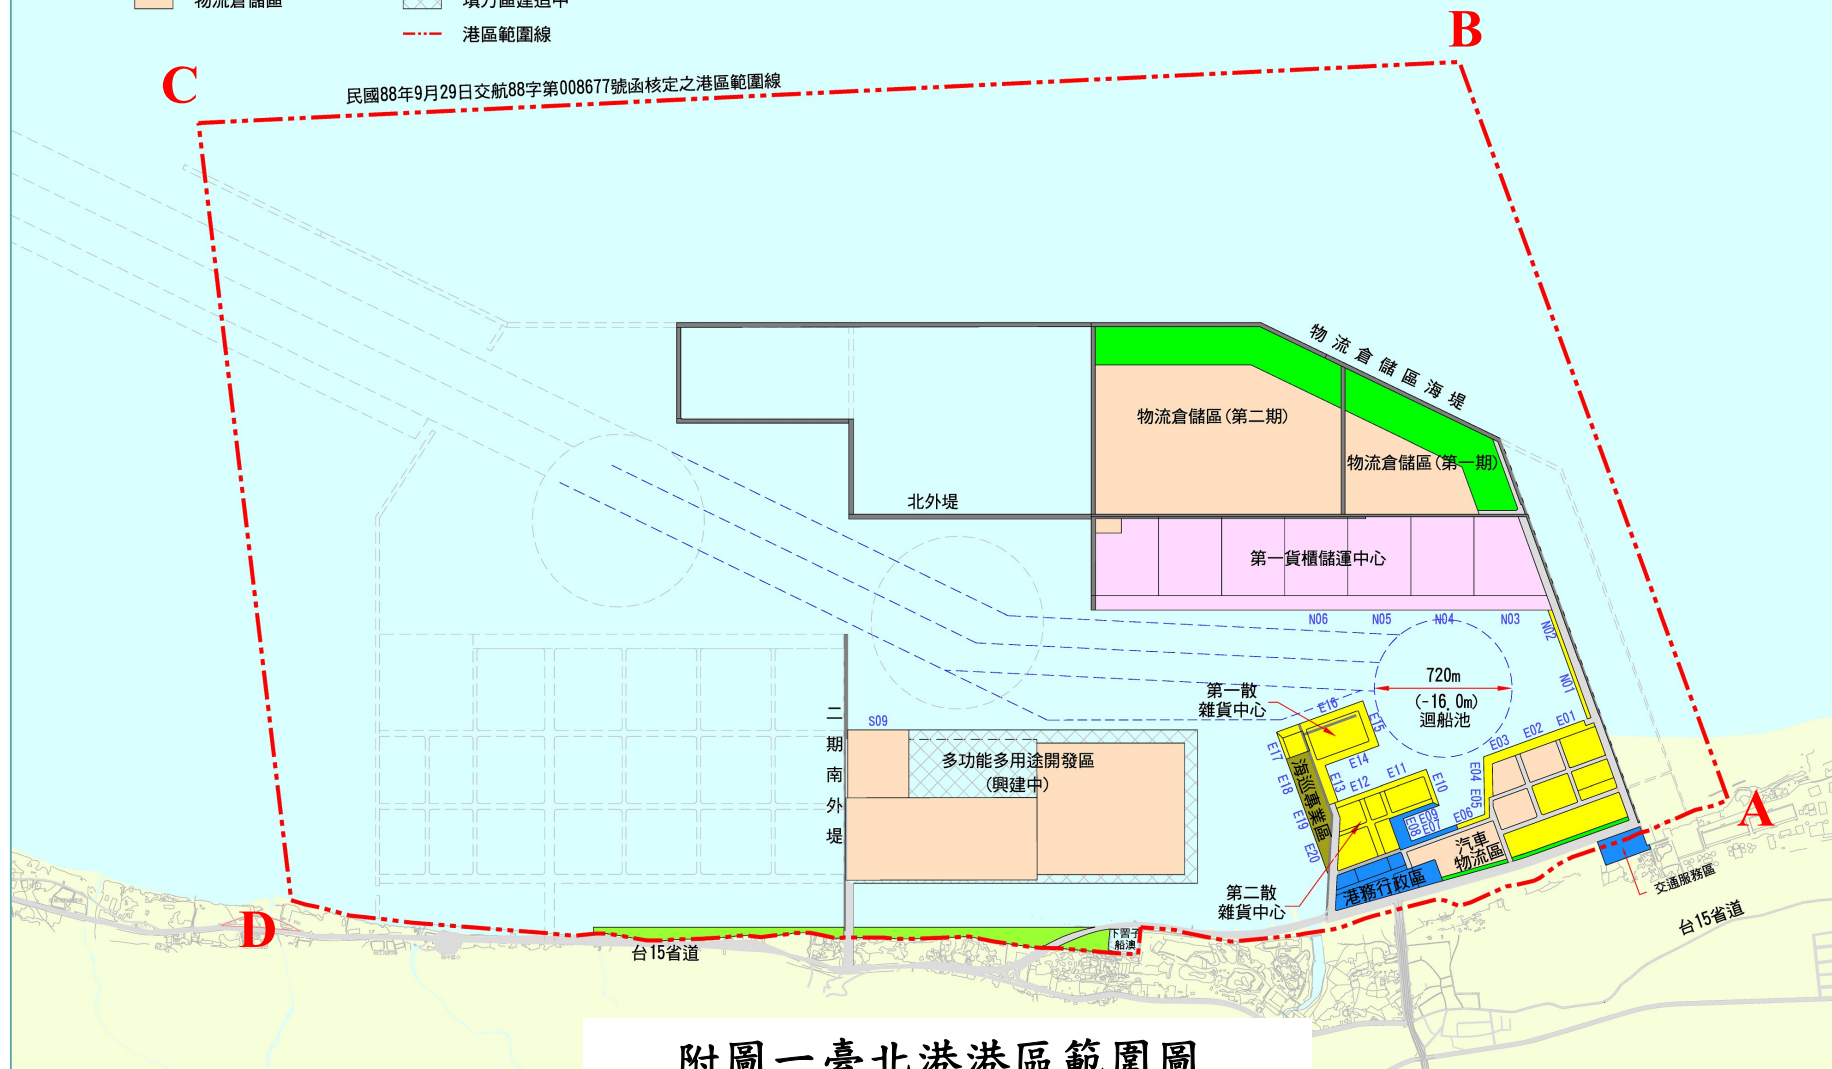 物流倉儲區
填方區建造中
港區範圍線
B
C
民國88年9月29日交航88字第008677號函核定之港區範圍線
物流倉儲區海堤
物流倉儲區(第二期)
物流倉儲區(第一期)
北外堤
第一貨櫃儲運中心
N06
N05
N04
N03
N02
N01
720m
(-16.0m)
迴船池
第一散
雜貨中心
E16
E15
E14
E13
E12
E11
E10
E17
E18
E19
E20
海巡專業區
E01
E02
E03
E04
E05
E06
E07
E08
E09
二期南外堤
S09
多功能多用途開發區
(興建中)
汽車
物流區
港務行政區
第二散
雜貨中心
交通服務區
A
D
台15省道
台15省道
下罟子
船澳
附圖一臺北港港區範圍圖